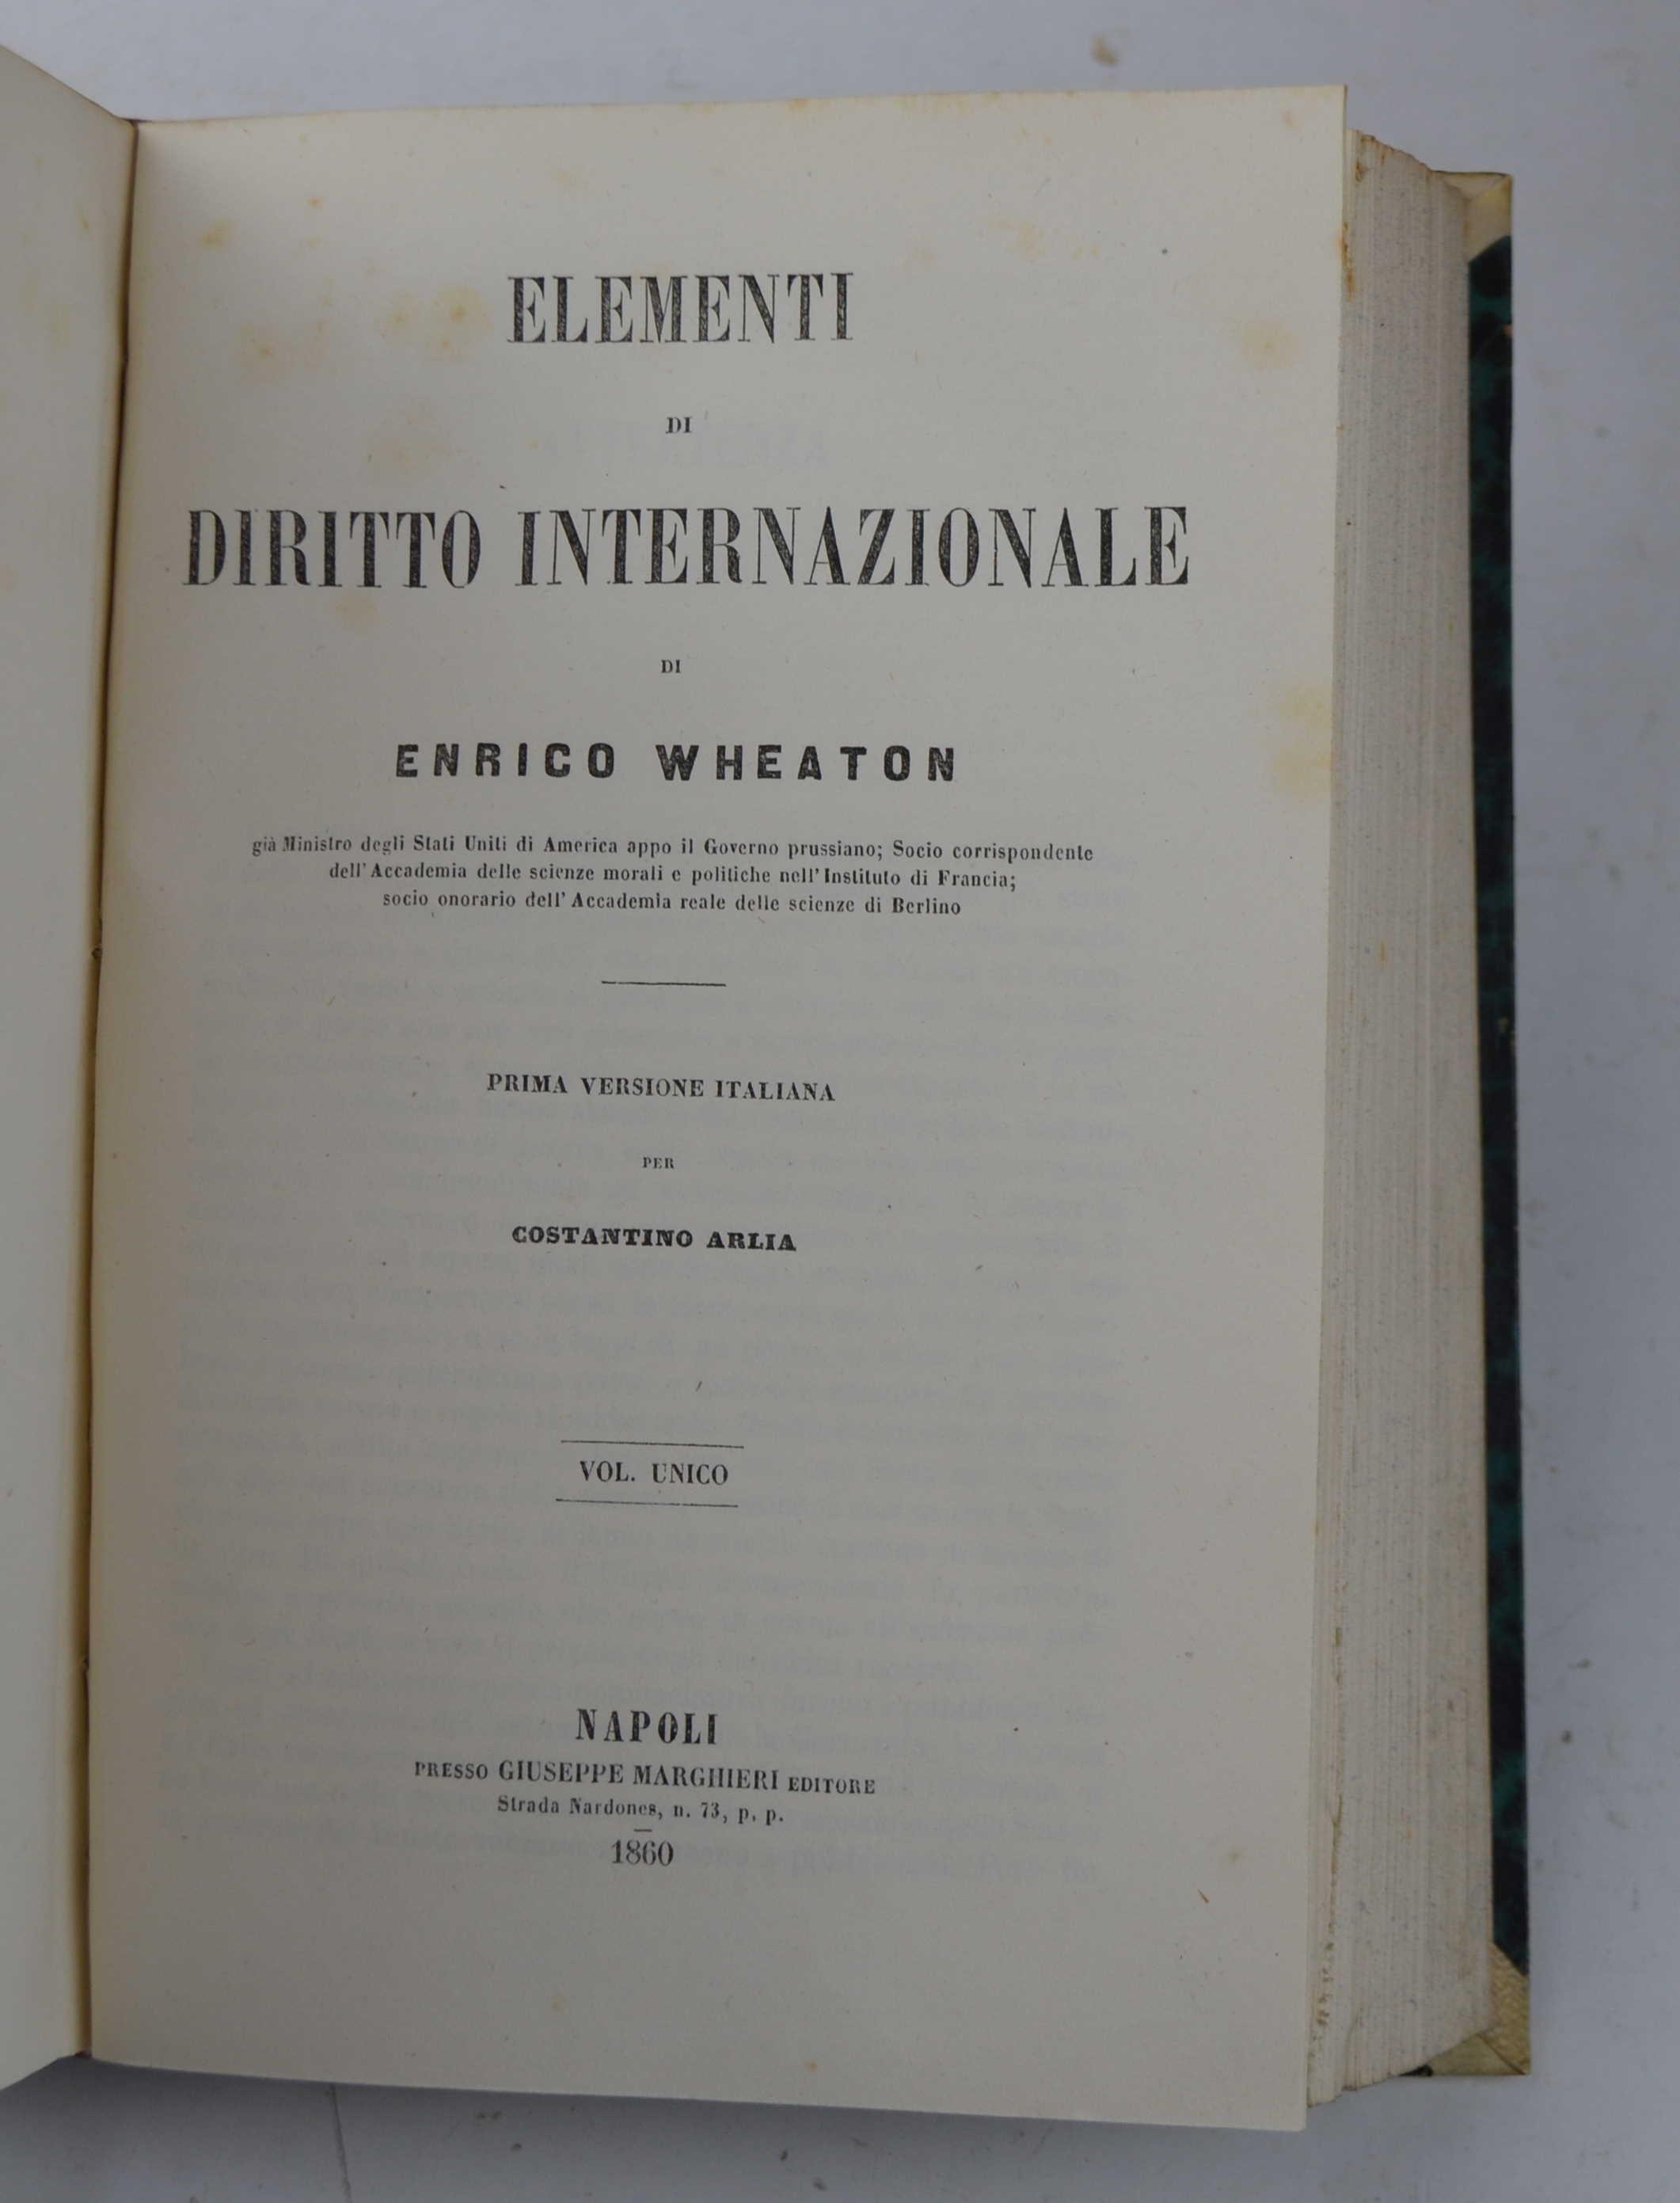 ELEMENTI
DI
DIRITTO INTERNAZIONALE
DI
ENRICO WHEATON
già Ministro degli Stati Uniti di America appo il Governo prussiano; Socio corrispondente
dell'Accademia delle scienze morali e politiche nell'Instituto di Francia;
socio onorario dell'Accademia reale delle scienze di Berlino
PRIMA VERSIONE ITALIANA
PER
COSTANTINO ARLIA
VOL. UNICO
NAPOLI
PRESSO GIUSEPPE MARGHIERI EDITORE
Strada Nardones, n. 73, p. p.
1860